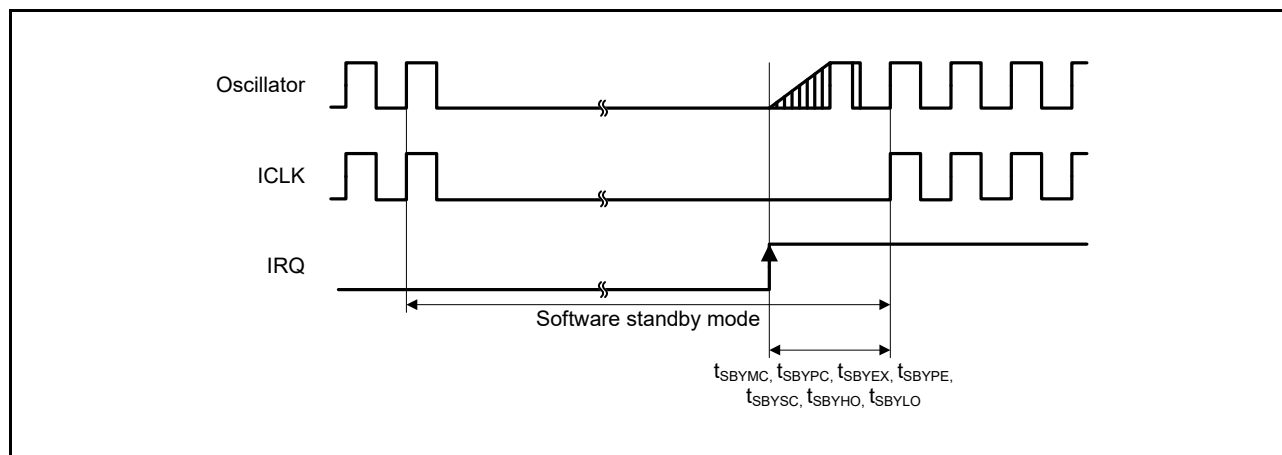 Oscillator
ICLK
IRQ
Software standby mode
tSBYMC, tSBYPC, tSBYEX, tSBYPE,
tSBYSC, tSBYHO, tSBYLO